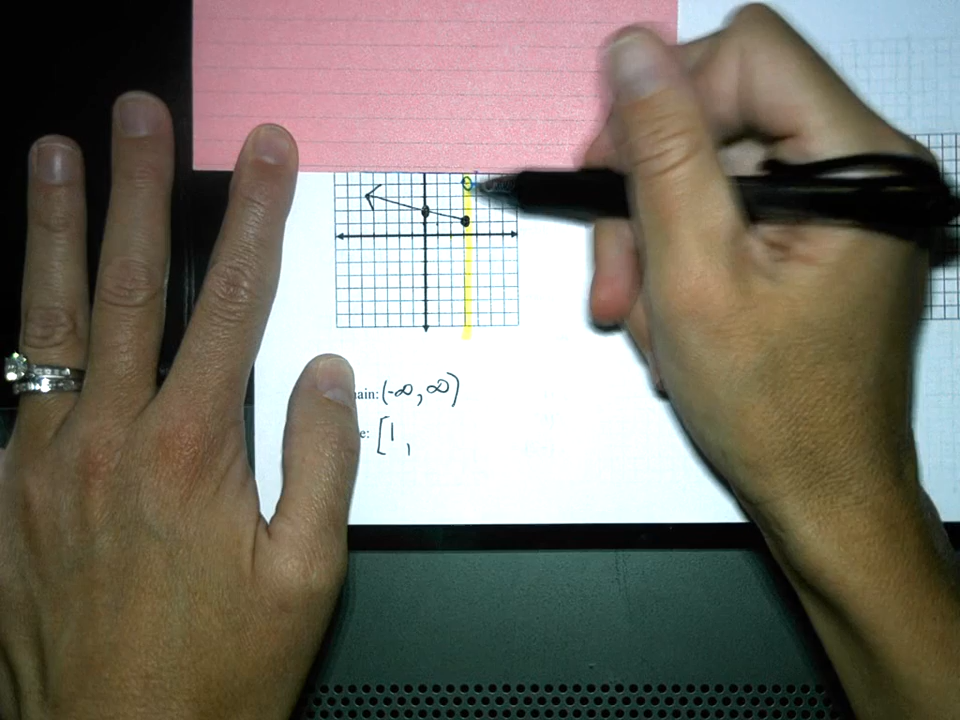 ain: (-∞, ∞)
e: [1,